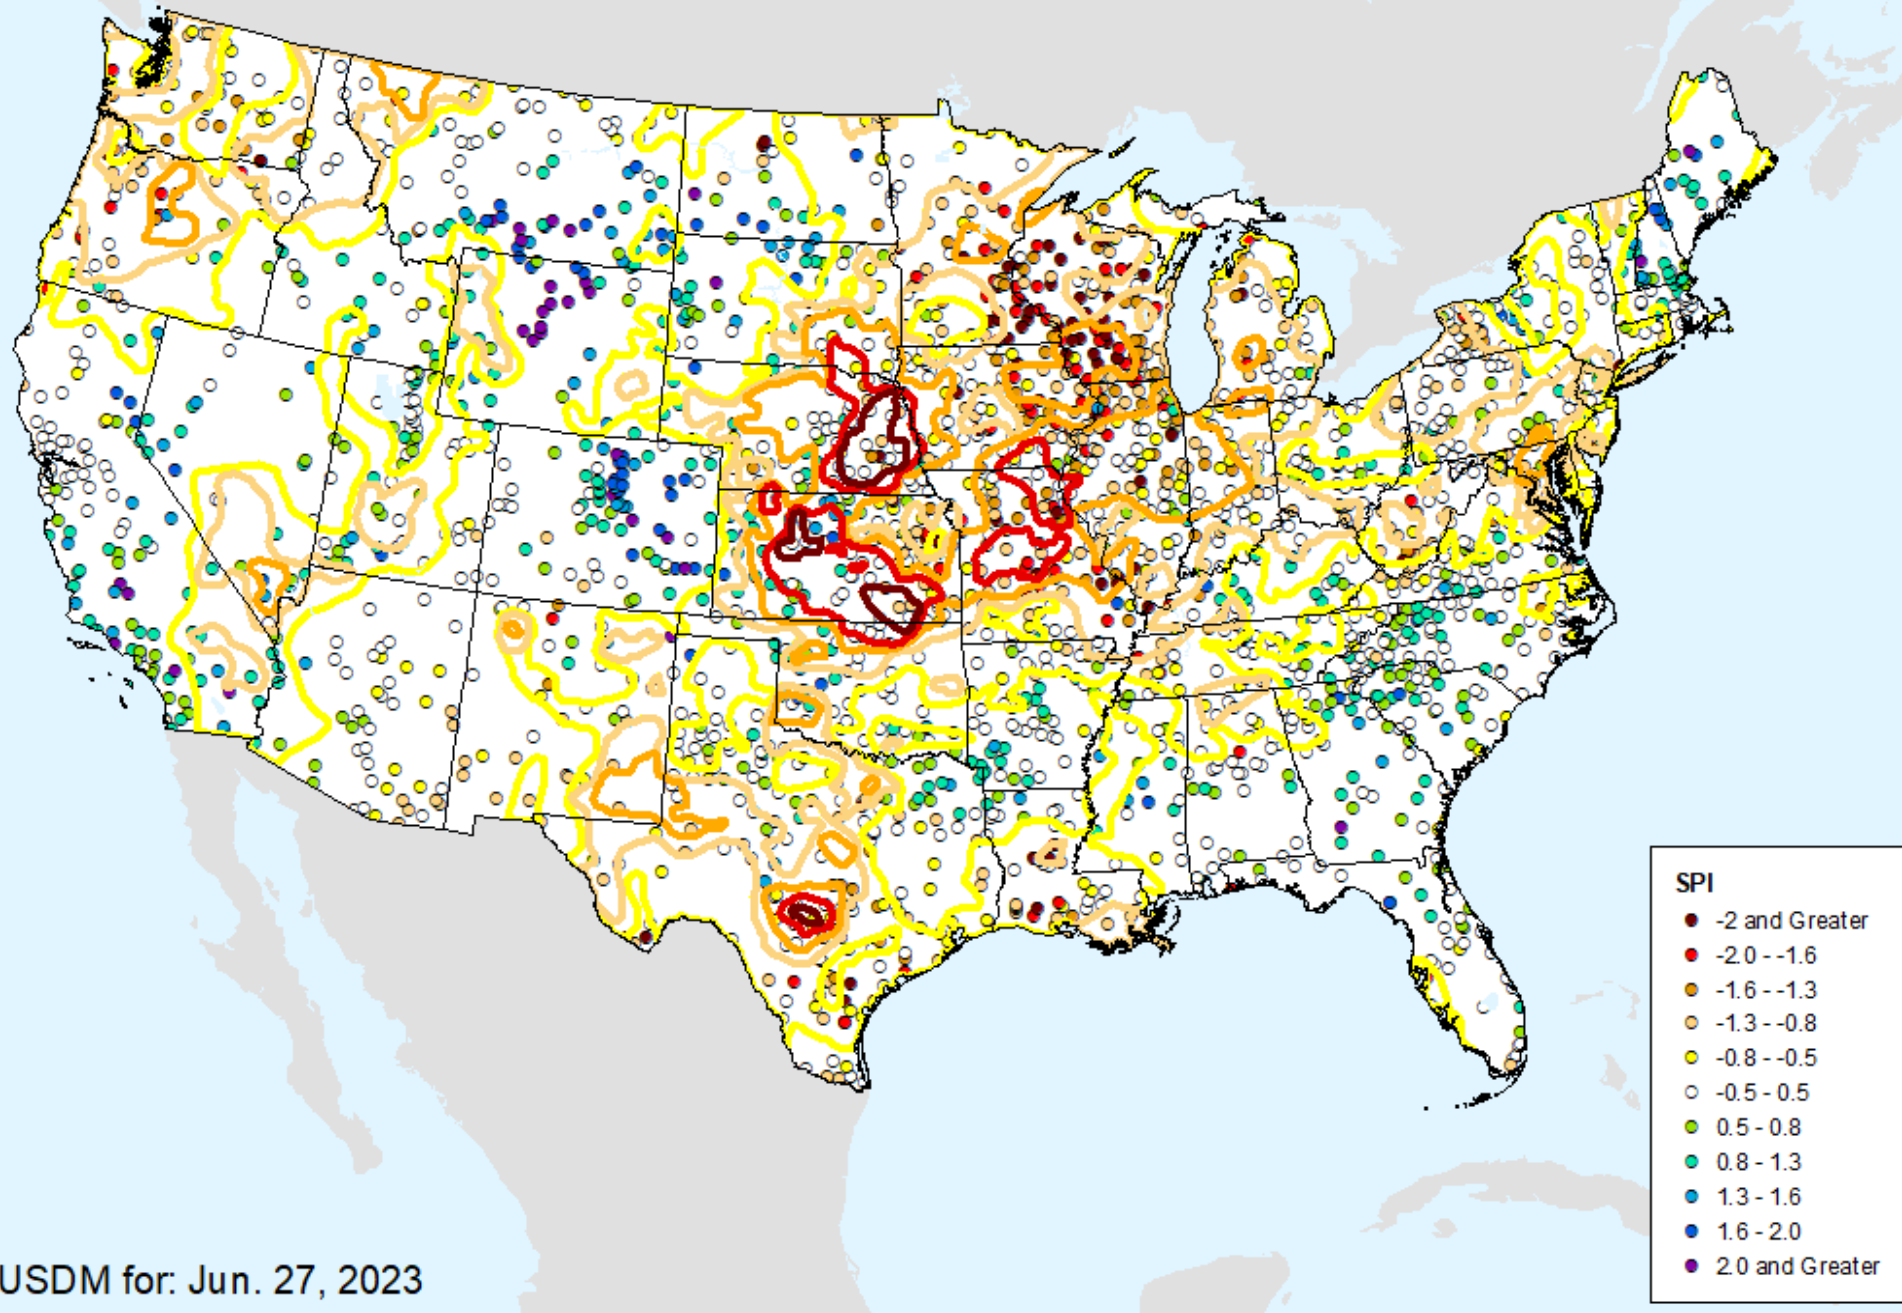 SPI
-2 and Greater
-2.0 - -1.6
-1.6 - -1.3
-1.3 - -0.8
-0.8 - -0.5
-0.5 - 0.5
0.5 - 0.8
0.8 - 1.3
1.3 - 1.6
1.6 - 2.0
2.0 and Greater
USDM for: Jun. 27, 2023